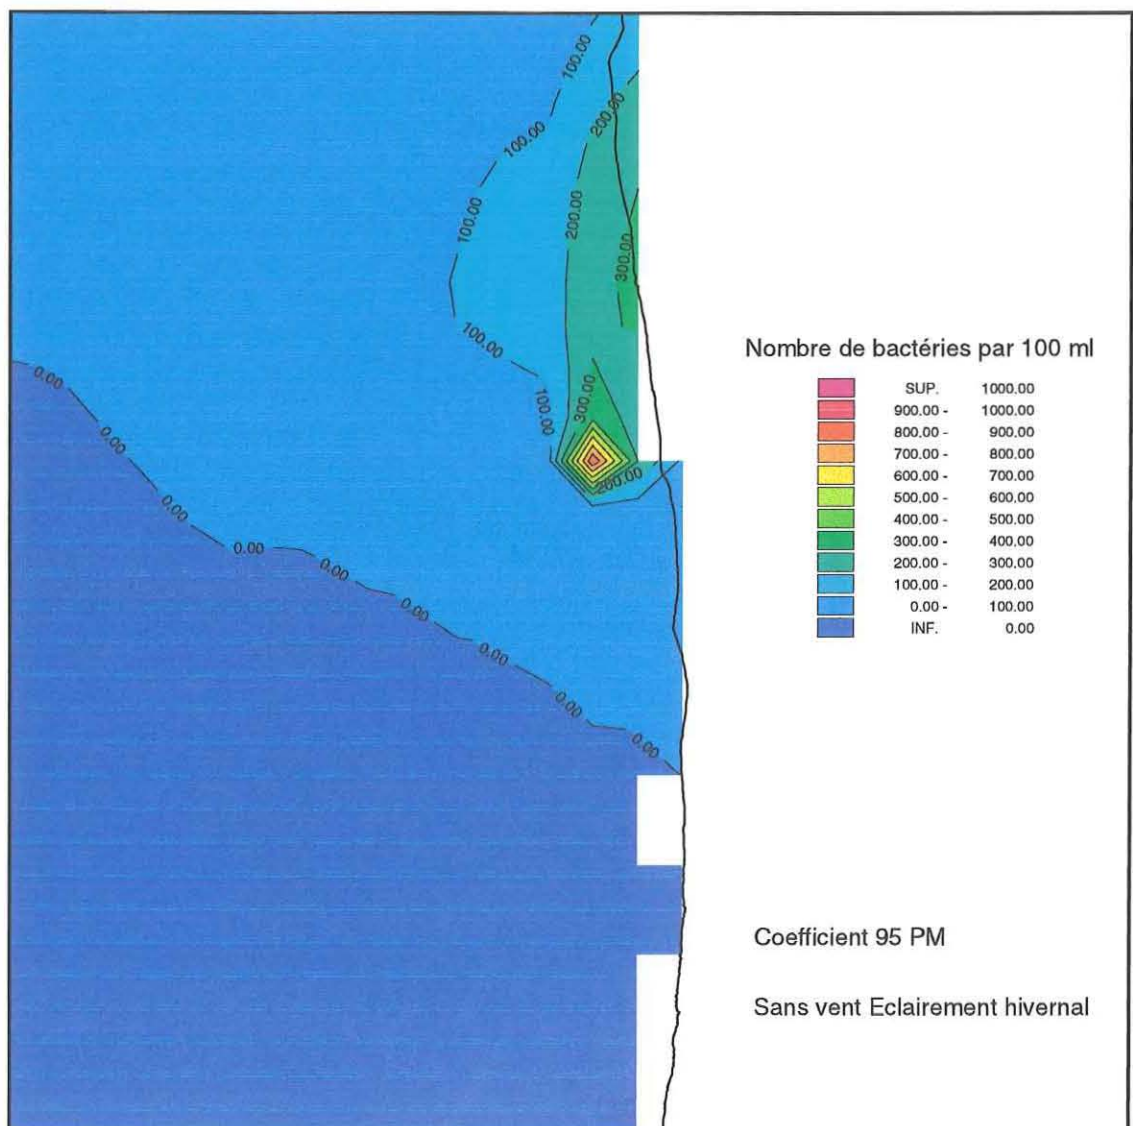 100.00
200.00
100.00
100.00
200.00
300.00
100.00
0.00
100.00
300.00
0.00
200.00
0.00
0.00
0.00
0.00
0.00
0.00
0.00
Nombre de bactéries par 100 ml
SUP. 1000.00
900.00 - 1000.00
800.00 - 900.00
700.00 - 800.00
600.00 - 700.00
500.00 - 600.00
400.00 - 500.00
300.00 - 400.00
200.00 - 300.00
100.00 - 200.00
0.00 - 100.00
INF. 0.00
Coefficient 95 PM
Sans vent Eclairement hivernal